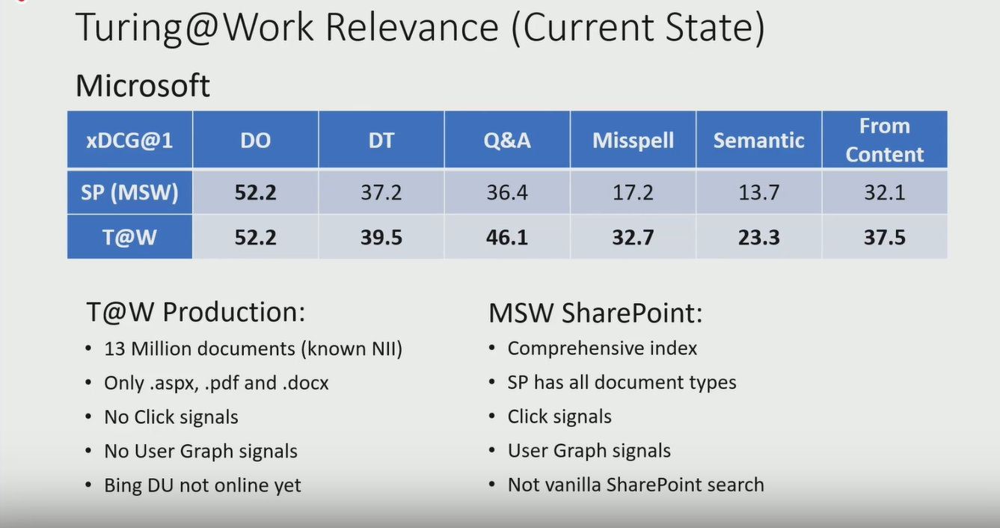 Turing@Work Relevance (Current State)
Microsoft
xDCG@1 DO DT Q&A Misspell Semantic From Content
SP (MSW) 52.2 37.2 36.4 17.2 13.7 32.1
T@W 52.2 39.5 46.1 32.7 23.3 37.5
T@W Production:
• 13 Million documents (known NII)
• Only .aspx, .pdf and .docx
• No Click signals
• No User Graph signals
• Bing DU not online yet
MSW SharePoint:
• Comprehensive index
• SP has all document types
• Click signals
• User Graph signals
• Not vanilla SharePoint search